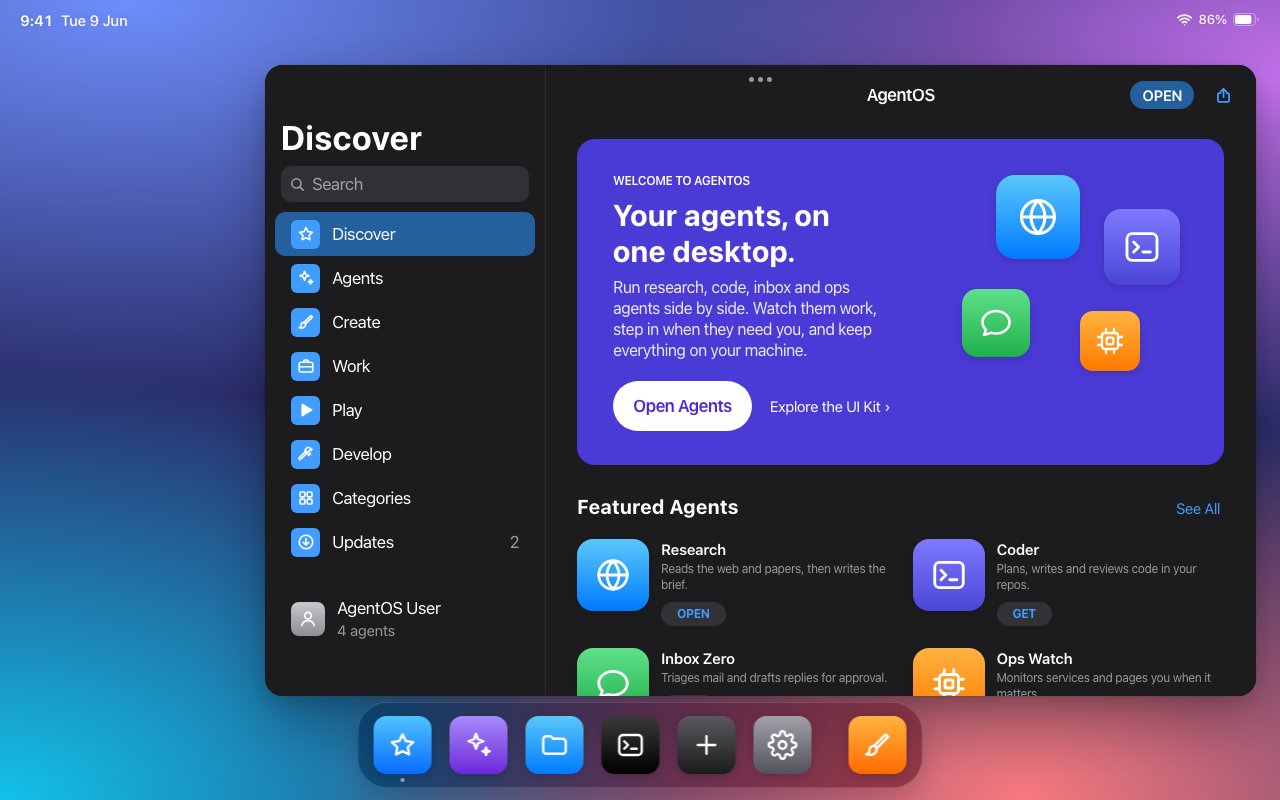 9:41 Tue 9 Jun
86%
AgentOS
OPEN
Discover
Search
Discover
Agents
Create
Work
Play
Develop
Categories
Updates 2
AgentOS User
4 agents
WELCOME TO AGENTOS
Your agents, on
one desktop.
Run research, code, inbox and ops
agents side by side. Watch them work,
step in when they need you, and keep
everything on your machine.
Open Agents
Explore the UI Kit ›
Featured Agents
See All
Research
Reads the web and papers, then writes the
brief.
OPEN
Coder
Plans, writes and reviews code in your
repos.
GET
Inbox Zero
Triages mail and drafts replies for approval.
Ops Watch
Monitors services and pages you when it
matters.